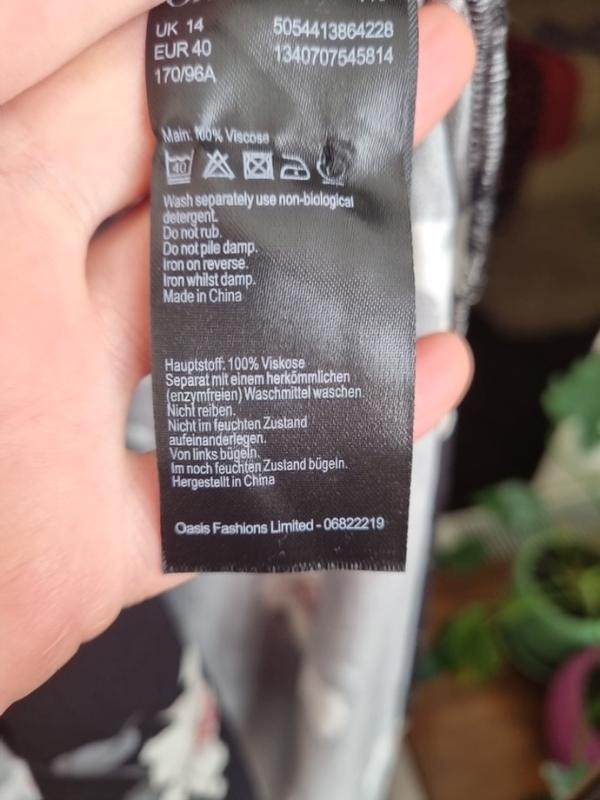 UK 14 5054413864228
EUR 40 1340707545814
170/96A
Main: 100% Viscose
40
Wash separately use non-biological
detergent.
Do not rub.
Do not pile damp.
Iron on reverse.
Iron whilst damp.
Made in China
Hauptstoff: 100% Viskose
Separat mit einem herkömmlichen
(enzymfreien) Waschmittel waschen.
Nicht reiben.
Nicht im feuchten Zustand
aufeinanderlegen.
Von links bügeln.
Im noch feuchten Zustand bügeln.
Hergestellt in China
Oasis Fashions Limited - 06822219